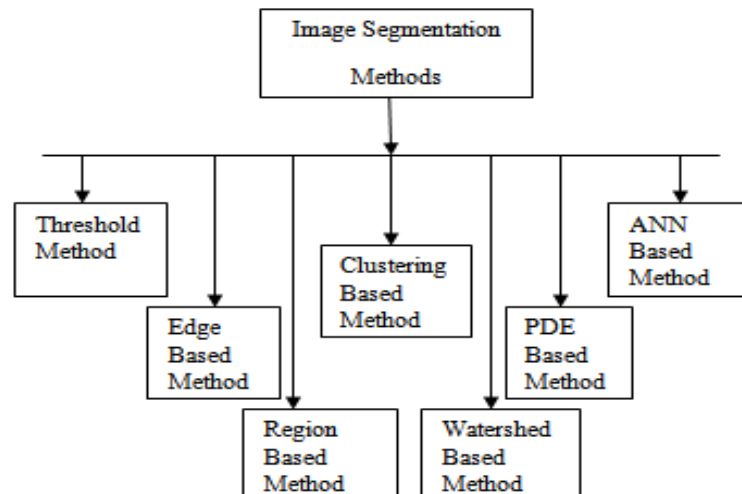 Image Segmentation
Methods
Threshold
Method
Edge
Based
Method
Region
Based
Method
Clustering
Based
Method
Watershed
Based
Method
PDE
Based
Method
ANN
Based
Method